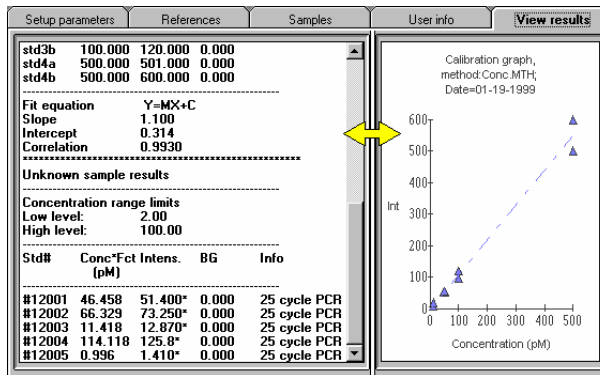 Setup parameters References Samples User info View results
std3b 100.000 120.000 0.000
std4a 500.000 501.000 0.000
std4b 500.000 600.000 0.000
Fit equation Y=MX+C
Slope 1.100
Intercept 0.314
Correlation 0.9930
Unknown sample results
Concentration range limits
Low level: 2.00
High level: 100.00
Std# Conc*Fct Intens. BG Info
(pM)
#12001 46.458 51.400* 0.000 25 cycle PCR
#12002 66.329 73.250* 0.000 25 cycle PCR
#12003 11.418 12.870* 0.000 25 cycle PCR
#12004 114.118 125.8* 0.000 25 cycle PCR
#12005 0.996 1.410* 0.000 25 cycle PCR
Calibration graph,
method:Conc.MTH;
Date=01-19-1999
600
500
400
Int 300
200
100
0
0 100 200 300 400 500
Concentration (pM)